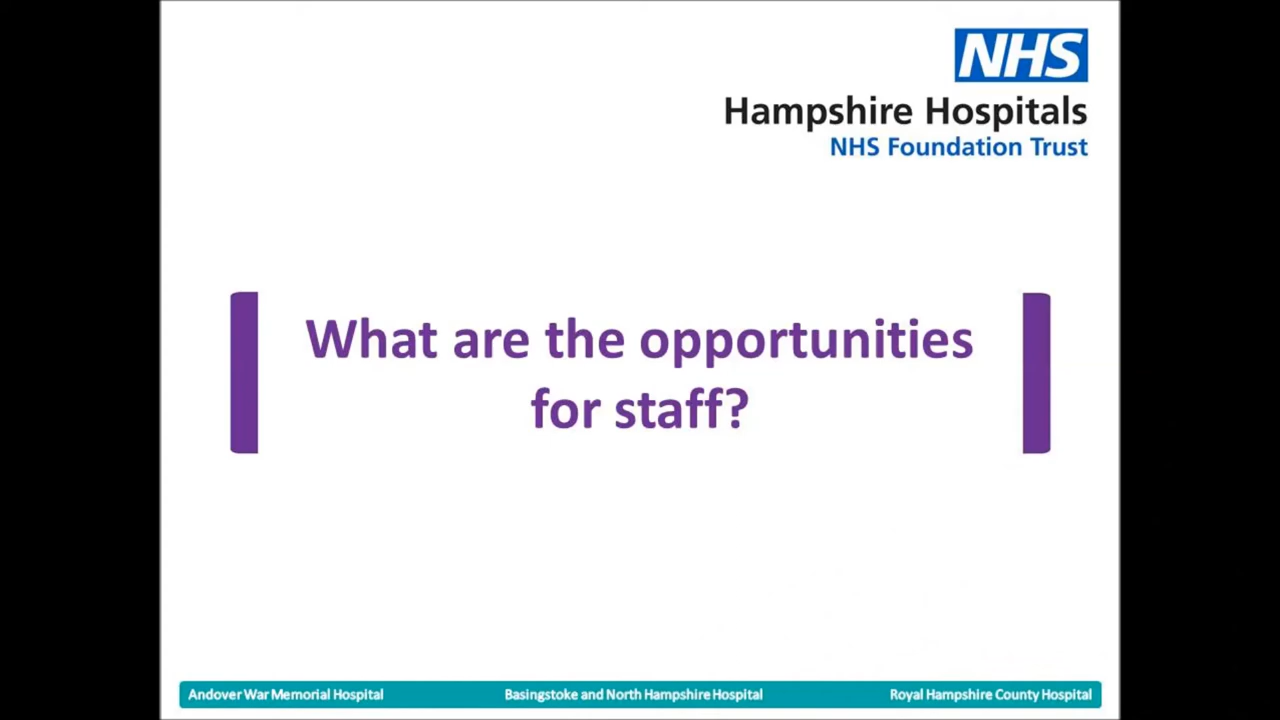 NHS
Hampshire Hospitals
NHS Foundation Trust
What are the opportunities
for staff?
Andover War Memorial Hospital
Basingstoke and North Hampshire Hospital
Royal Hampshire County Hospital